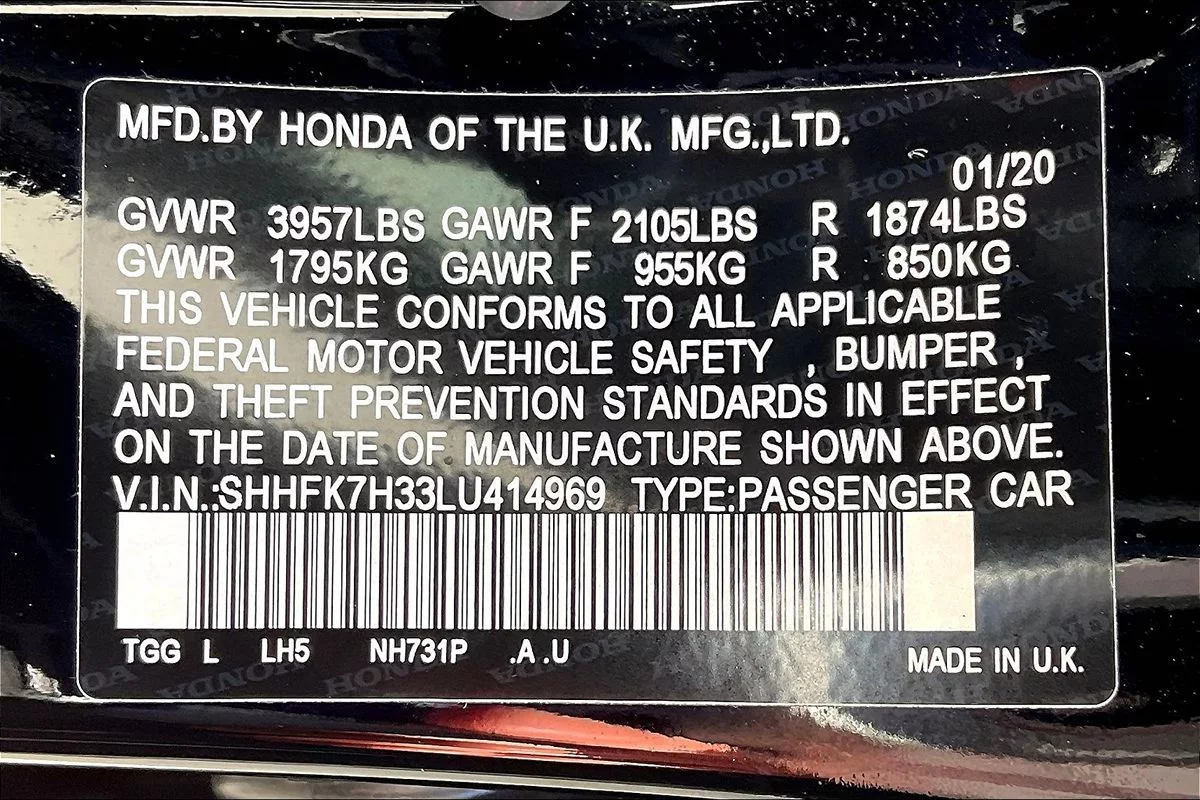 MFD.BY HONDA OF THE U.K. MFG.,LTD.
01/20
GVWR 3957LBS GAWR F 2105LBS R 1874LBS
GVWR 1795KG GAWR F 955KG R 850KG
THIS VEHICLE CONFORMS TO ALL APPLICABLE
FEDERAL MOTOR VEHICLE SAFETY , BUMPER ,
AND THEFT PREVENTION STANDARDS IN EFFECT
ON THE DATE OF MANUFACTURE SHOWN ABOVE.
V.I.N.:SHHFK7H33LU414969 TYPE:PASSENGER CAR
TGG L LH5 NH731P .A.U
MADE IN U.K.